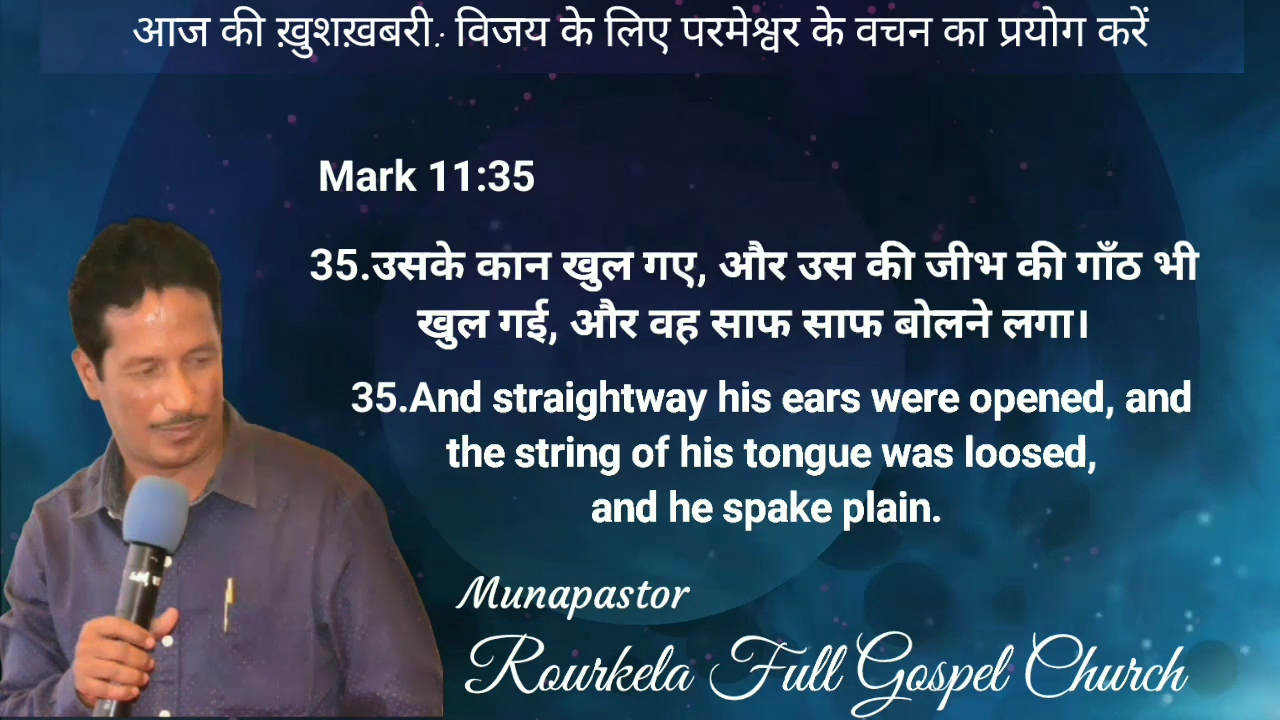 आज की ख़ुशख़बरी: विजय के लिए परमेश्वर के वचन का प्रयोग करें
Mark 11:35
35.उसके कान खुल गए, और उस की जीभ की गाँठ भी
खुल गई, और वह साफ साफ बोलने लगा।
35.And straightway his ears were opened, and
the string of his tongue was loosed,
and he spake plain.
Munapastor
Rourkela Full Gospel Church